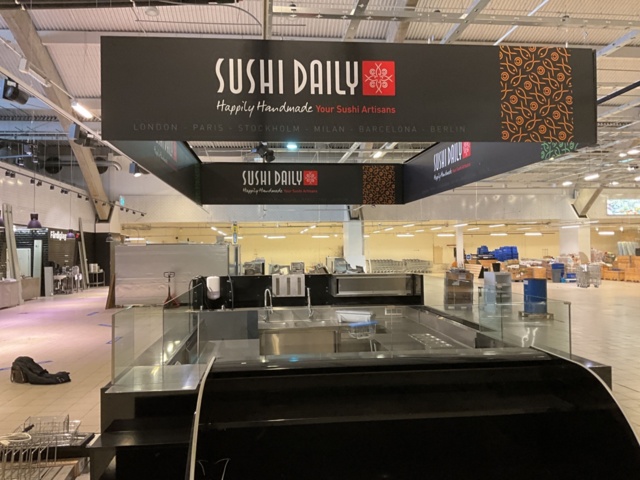 SUSHI DAILY
Happily Handmade Your Sushi Artisans
LONDON - PARIS - STOCKHOLM - MILAN - BARCELONA - BERLIN
SUSHI DAILY
Happily Handmade Your Sushi Artisans
SUSHI DAILY